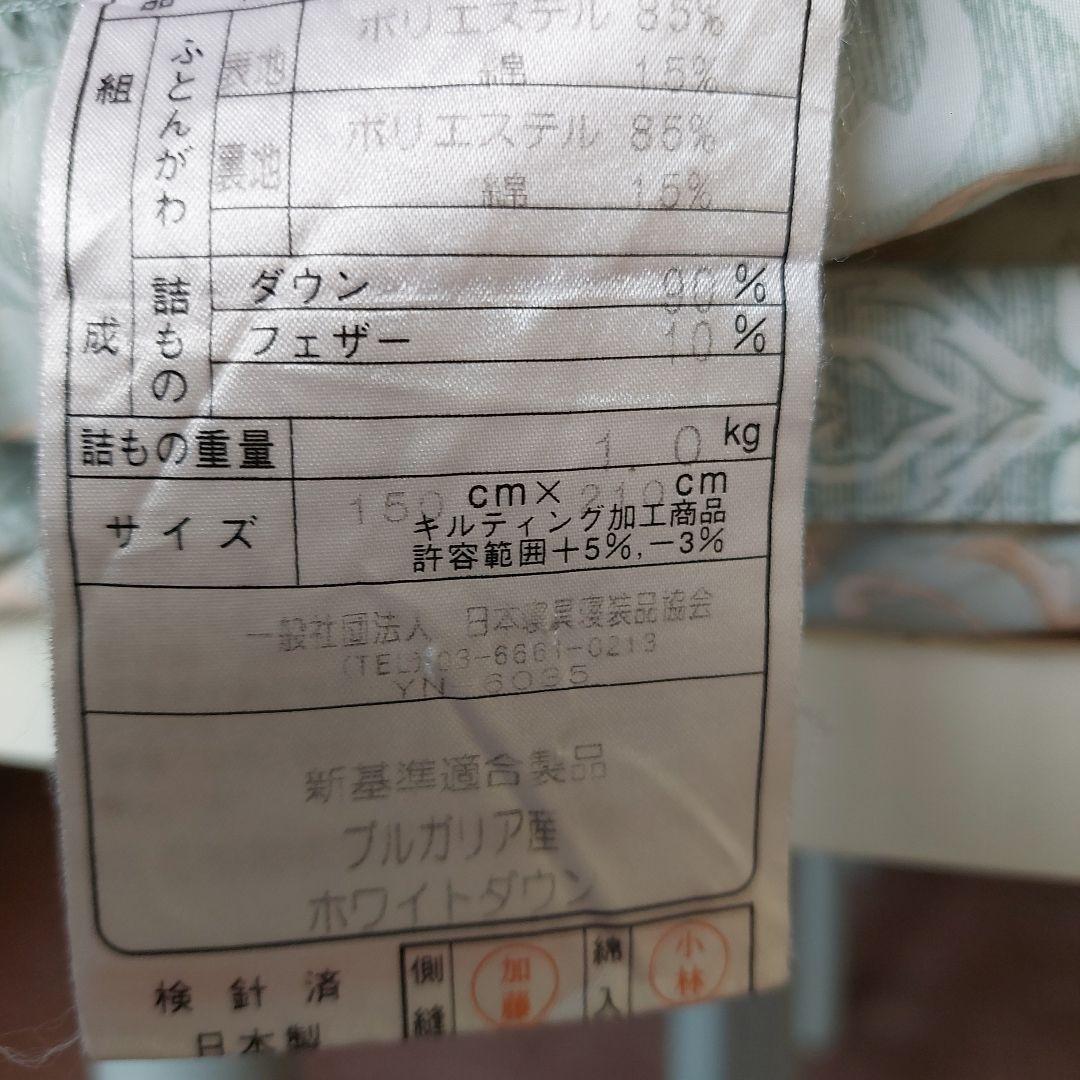 品
組成
ふとんがわ
表地
ポリエステル 85%
綿 15%
裏地
ポリエステル 85%
綿 15%
詰もの
ダウン 90%
フェザー 10%
詰もの重量 1.0kg
サイズ 150cm×210cm
キルティング加工商品
許容範囲+5%,-3%
一般社団法人 日本寝具寝装品協会
(TEL)03-6661-0213
YN 6035
新基準適合製品
ブルガリア産
ホワイトダウン
検針済
日本製
側縫
加藤
綿入
小林